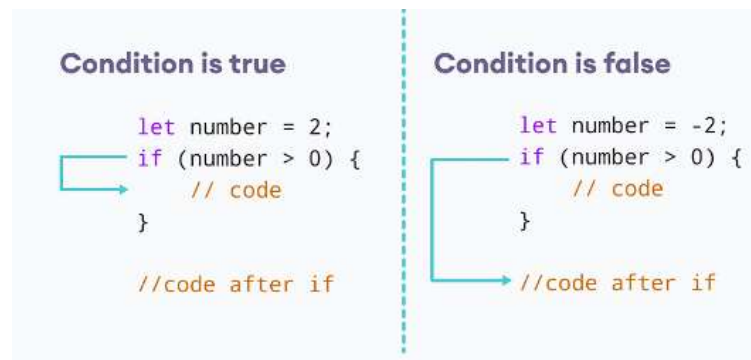 Condition is true
let number = 2;
if (number > 0) {
// code
}
//code after if
Condition is false
let number = -2;
if (number > 0) {
// code
}
//code after if